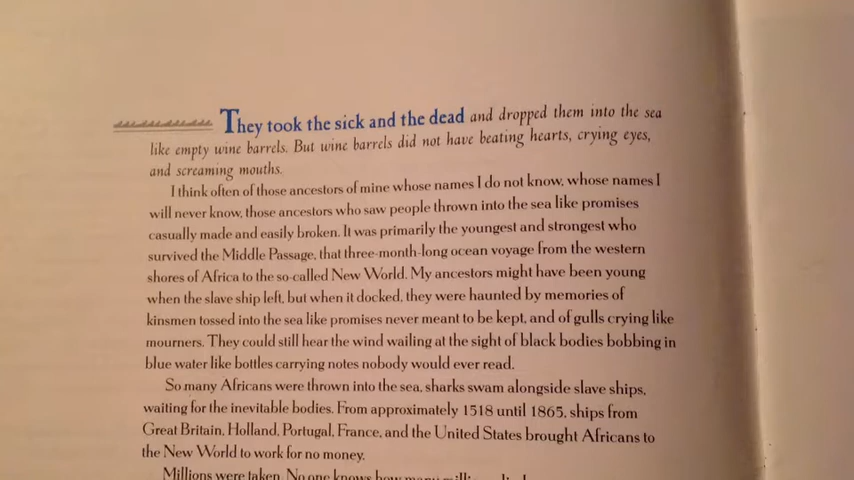 They took the sick and the dead and dropped them into the sea
like empty wine barrels. But wine barrels did not have beating hearts, crying eyes,
and screaming mouths.
I think often of those ancestors of mine whose names I do not know, whose names I
will never know, those ancestors who saw people thrown into the sea like promises
casually made and easily broken. It was primarily the youngest and strongest who
survived the Middle Passage, that three-month-long ocean voyage from the western
shores of Africa to the so-called New World. My ancestors might have been young
when the slave ship left, but when it docked, they were haunted by memories of
kinsmen tossed into the sea like promises never meant to be kept, and of gulls crying like
mourners. They could still hear the wind wailing at the sight of black bodies bobbing in
blue water like bottles carrying notes nobody would ever read.
So many Africans were thrown into the sea, sharks swam alongside slave ships,
waiting for the inevitable bodies. From approximately 1518 until 1865, ships from
Great Britain, Holland, Portugal, France, and the United States brought Africans to
the New World to work for no money.
Millions were taken. No one knows how many